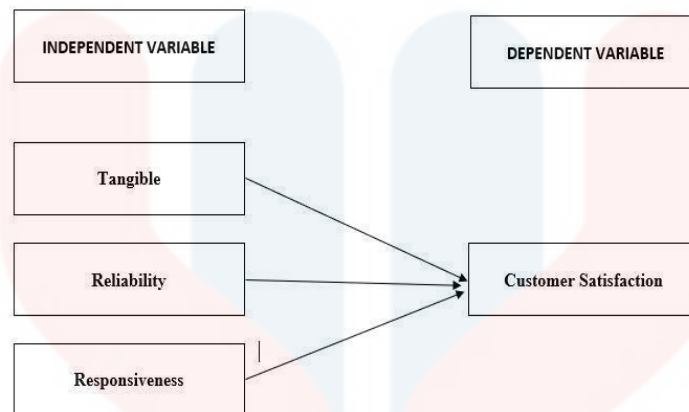 INDEPENDENT VARIABLE
DEPENDENT VARIABLE
Tangible
Reliability
Customer Satisfaction
Responsiveness